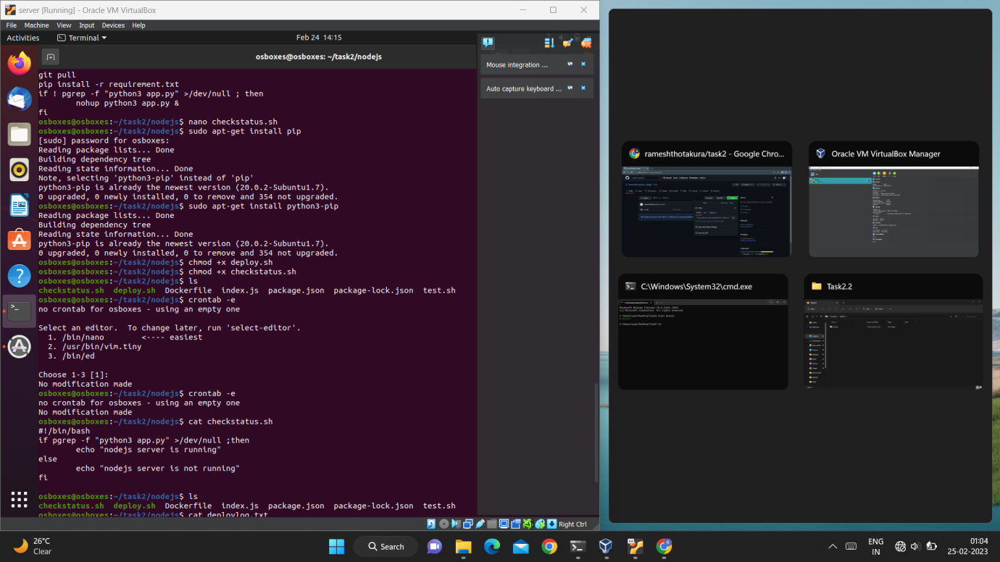 server [Running] - Oracle VM VirtualBox
File Machine View Input Devices Help
Activities Terminal Feb 24 14:15
osboxes@osboxes: ~/task2/nodejs
git pull
pip install -r requirement.txt
if ! pgrep -f "python3 app.py" >/dev/null ; then
nohup python3 app.py &
fi
osboxes@osboxes:~/task2/nodejs$ nano checkstatus.sh
osboxes@osboxes:~/task2/nodejs$ sudo apt-get install pip
[sudo] password for osboxes:
Reading package lists... Done
Building dependency tree
Reading state information... Done
Note, selecting 'python3-pip' instead of 'pip'
python3-pip is already the newest version (20.0.2-5ubuntu1.7).
0 upgraded, 0 newly installed, 0 to remove and 354 not upgraded.
osboxes@osboxes:~/task2/nodejs$ sudo apt-get install python3-pip
Reading package lists... Done
Building dependency tree
Reading state information... Done
python3-pip is already the newest version (20.0.2-5ubuntu1.7).
0 upgraded, 0 newly installed, 0 to remove and 354 not upgraded.
osboxes@osboxes:~/task2/nodejs$ chmod +x deploy.sh
osboxes@osboxes:~/task2/nodejs$ chmod +x checkstatus.sh
osboxes@osboxes:~/task2/nodejs$ ls
checkstatus.sh deploy.sh Dockerfile index.js package.json package-lock.json test.sh
osboxes@osboxes:~/task2/nodejs$ crontab -e
no crontab for osboxes - using an empty one
Select an editor. To change later, run 'select-editor'.
1. /bin/nano <---- easiest
2. /usr/bin/vim.tiny
3. /bin/ed
Choose 1-3 [1]:
No modification made
osboxes@osboxes:~/task2/nodejs$ crontab -e
no crontab for osboxes - using an empty one
No modification made
osboxes@osboxes:~/task2/nodejs$ cat checkstatus.sh
#!/bin/bash
if pgrep -f "python3 app.py" >/dev/null ;then
echo "nodejs server is running"
else
echo "nodejs server is not running"
fi
osboxes@osboxes:~/task2/nodejs$ ls
checkstatus.sh deploy.sh Dockerfile index.js package.json package-lock.json test.sh
osboxes@osboxes:~/task2/nodejs$ cat deploylog.txt
Mouse integration ...
Auto capture keyboard ...
Right Ctrl
rameshthotakura/task2 - Google Chro...
Oracle VM VirtualBox Manager
C:\Windows\System32\cmd.exe
Task2.2
26°C
Clear
Search
ENG
IN
01:04
25-02-2023